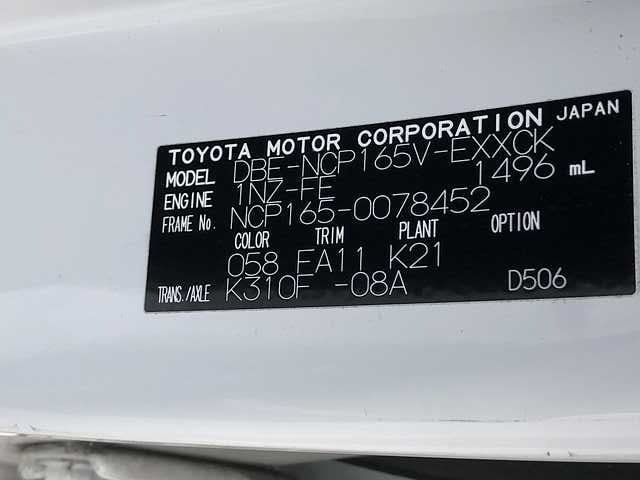 TOYOTA MOTOR CORPORATION JAPAN
MODEL DBE-NCP165V-EXXCK
ENGINE 1NZ-FE 1496 mL
FRAME No. NCP165-0078452
COLOR TRIM PLANT OPTION
058 FA11 K21
TRANS./AXLE K310F -08A D506